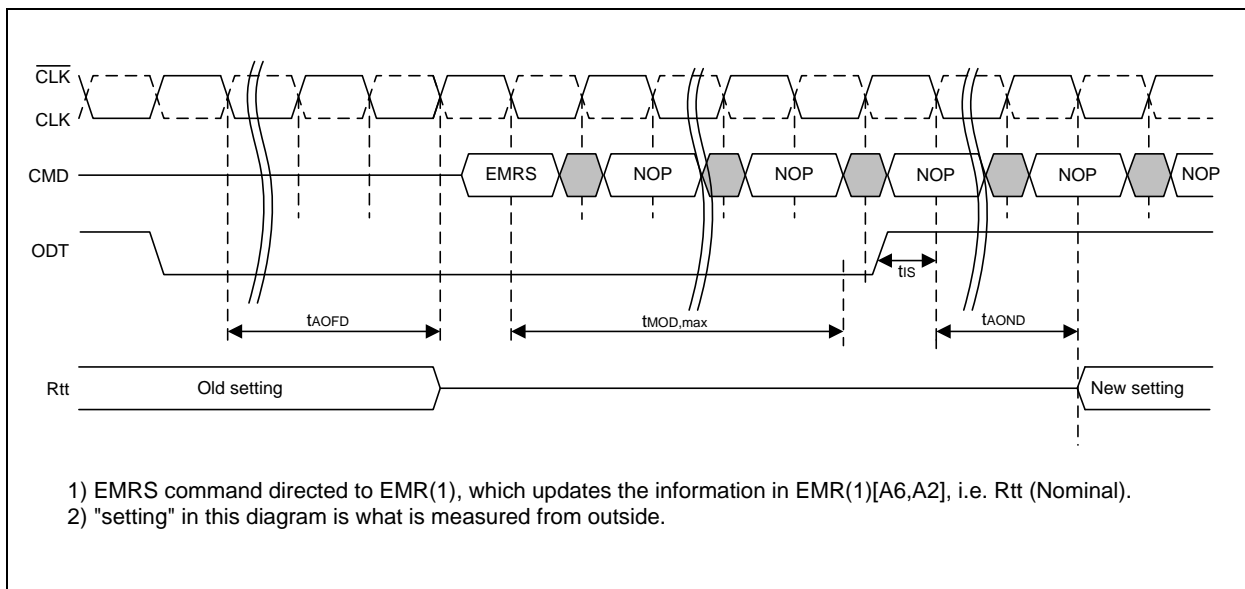 CLK
CLK
CMD
EMRS
NOP
NOP
NOP
NOP
NOP
ODT
tIS
tAOFD
tMOD,max
tAOND
Rtt
Old setting
New setting
1) EMRS command directed to EMR(1), which updates the information in EMR(1)[A6,A2], i.e. Rtt (Nominal).
2) "setting" in this diagram is what is measured from outside.